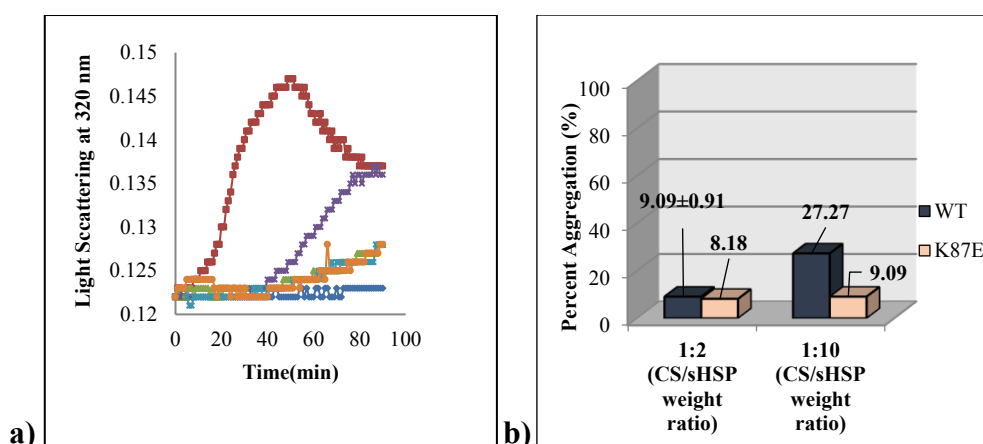 a)
Light Sccattering at 320 nm
0.15
0.145
0.14
0.135
0.13
0.125
0.12
0 20 40 60 80 100
Time(min)
b)
Percent Aggregation (%)
100
80
60
40
20
0
9.09±0.91
8.18
27.27
9.09
WT
K87E
1:2
(CS/sHSP
weight
ratio)
1:10
(CS/sHSP
weight
ratio)